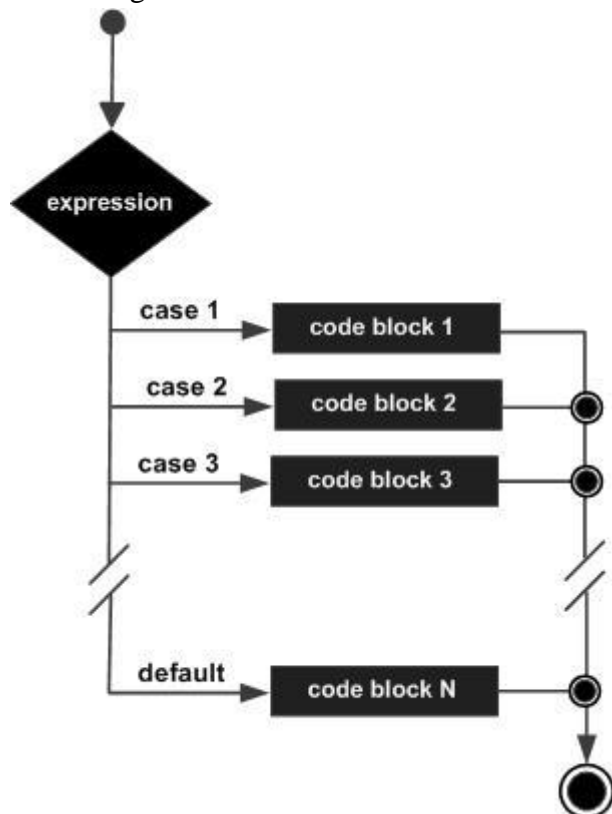 expression
case 1
code block 1
case 2
code block 2
case 3
code block 3
default
code block N